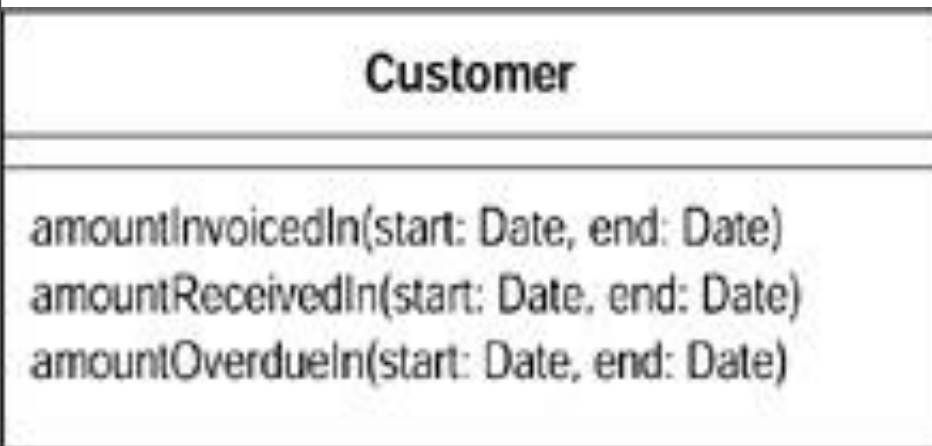 Customer
amountInvoicedIn(start: Date, end: Date)
amountReceivedIn(start: Date, end: Date)
amountOverdueIn(start: Date, end: Date)